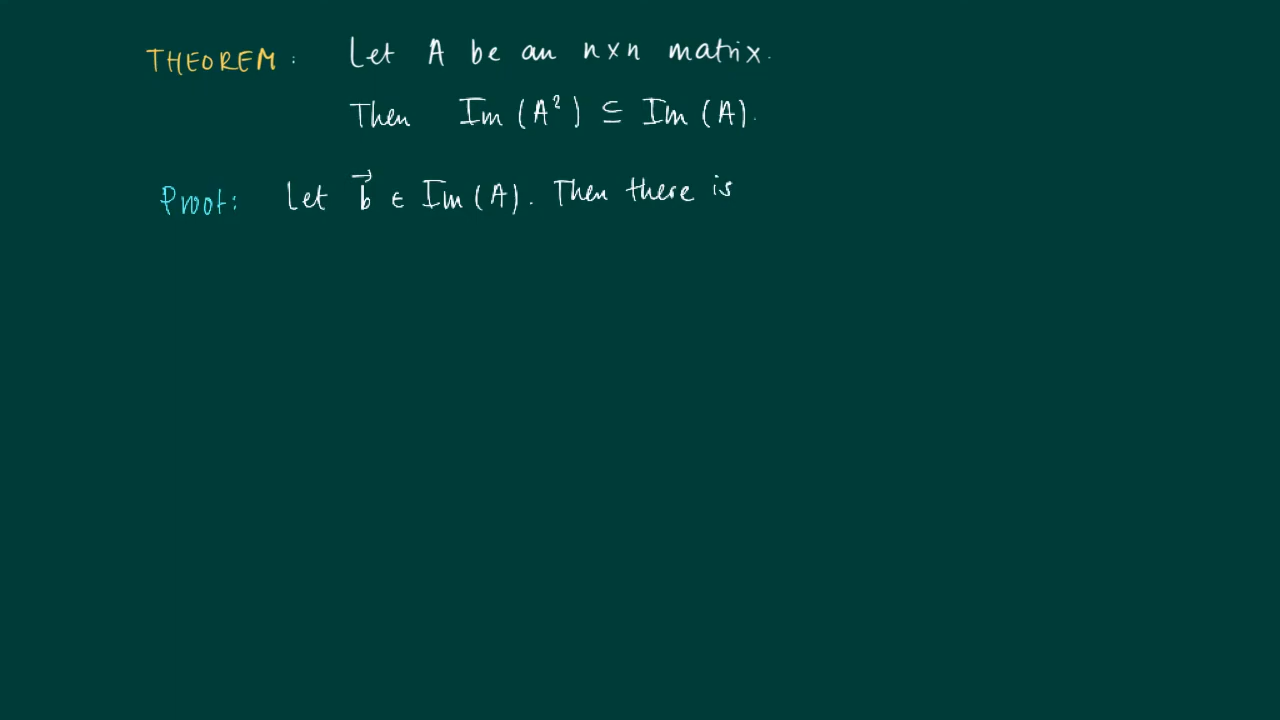 THEOREM: Let A be an n×n matrix.
Then Im(A²) ⊆ Im(A).
Proof: Let b⃗ ∈ Im(A). Then there is